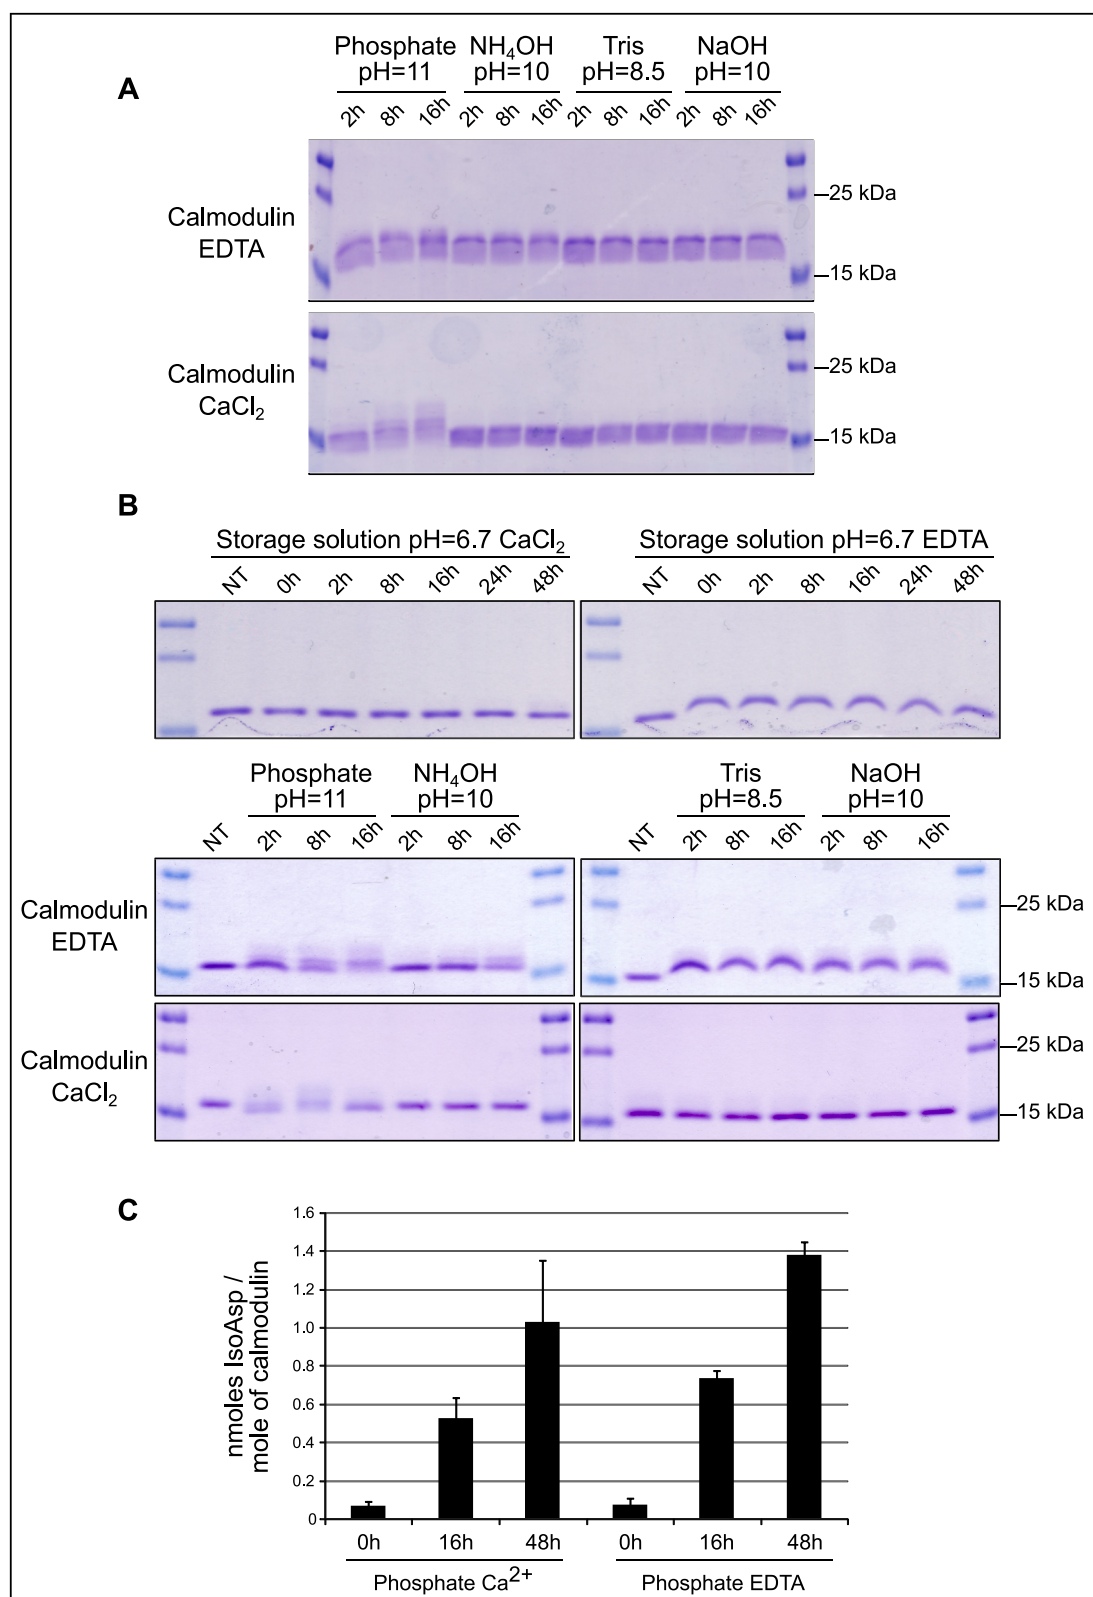 A
Phosphate pH=11
NH₄OH pH=10
Tris pH=8.5
NaOH pH=10
2h 8h 16h 2h 8h 16h 2h 8h 16h 2h 8h 16h
Calmodulin EDTA
25 kDa
15 kDa
Calmodulin CaCl₂
25 kDa
15 kDa
B
Storage solution pH=6.7 CaCl₂
Storage solution pH=6.7 EDTA
NT 0h 2h 8h 16h 24h 48h
NT 0h 2h 8h 16h 24h 48h
Phosphate pH=11
NH₄OH pH=10
Tris pH=8.5
NaOH pH=10
NT 2h 8h 16h 2h 8h 16h
NT 2h 8h 16h 2h 8h 16h
Calmodulin EDTA
25 kDa
15 kDa
Calmodulin CaCl₂
25 kDa
15 kDa
C
nmoles IsoAsp /
mole of calmodulin
1.6
1.4
1.2
1.0
0.8
0.6
0.4
0.2
0
0h 16h 48h 0h 16h 48h
Phosphate Ca²⁺
Phosphate EDTA